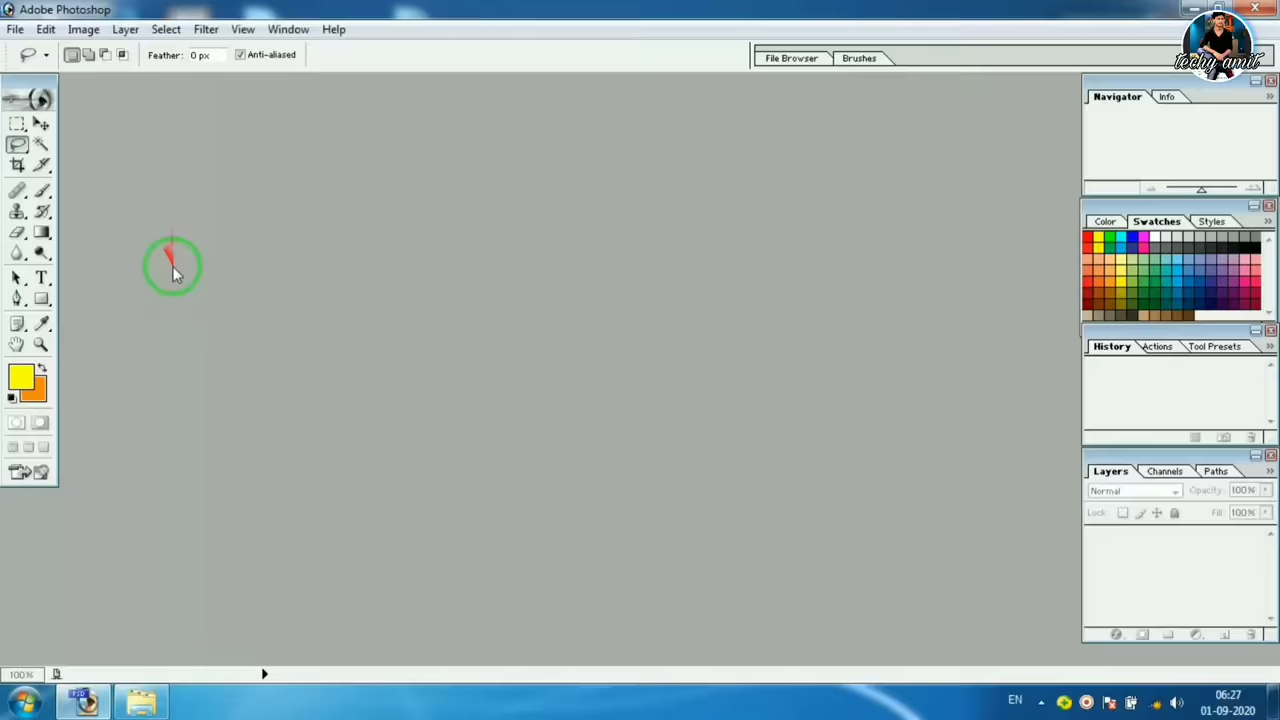 Adobe Photoshop
File Edit Image Layer Select Filter View Window Help
Feather: 0 px Anti-aliased
File Browser Brushes
techy amit
Navigator Info
Color Swatches Styles
History Actions Tool Presets
Layers Channels Paths
Normal Opacity: 100%
Lock: Fill: 100%
100%
EN
06:27
01-09-2020